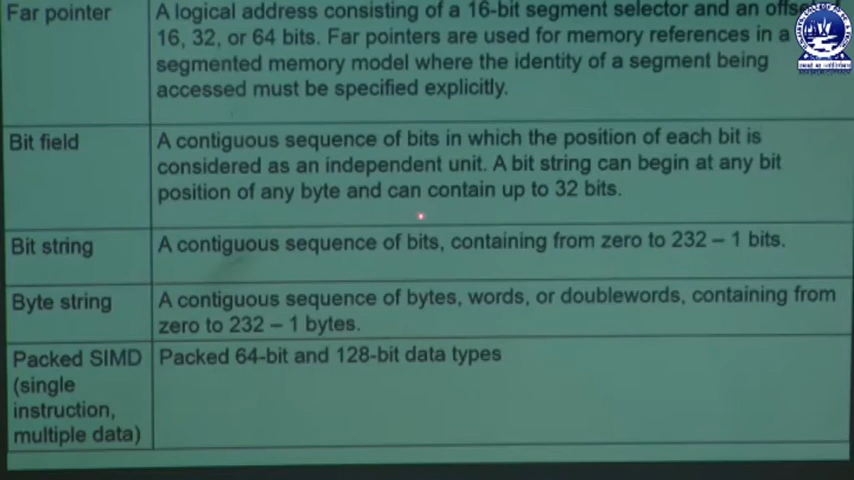 Far pointer
A logical address consisting of a 16-bit segment selector and an
16, 32, or 64 bits. Far pointers are used for memory references in a
segmented memory model where the identity of a segment being
accessed must be specified explicitly.
Bit field
A contiguous sequence of bits in which the position of each bit is
considered as an independent unit. A bit string can begin at any bit
position of any byte and can contain up to 32 bits.
Bit string
A contiguous sequence of bits, containing from zero to 232 – 1 bits.
Byte string
A contiguous sequence of bytes, words, or doublewords, containing from
zero to 232 – 1 bytes.
Packed SIMD
(single
instruction,
multiple data)
Packed 64-bit and 128-bit data types